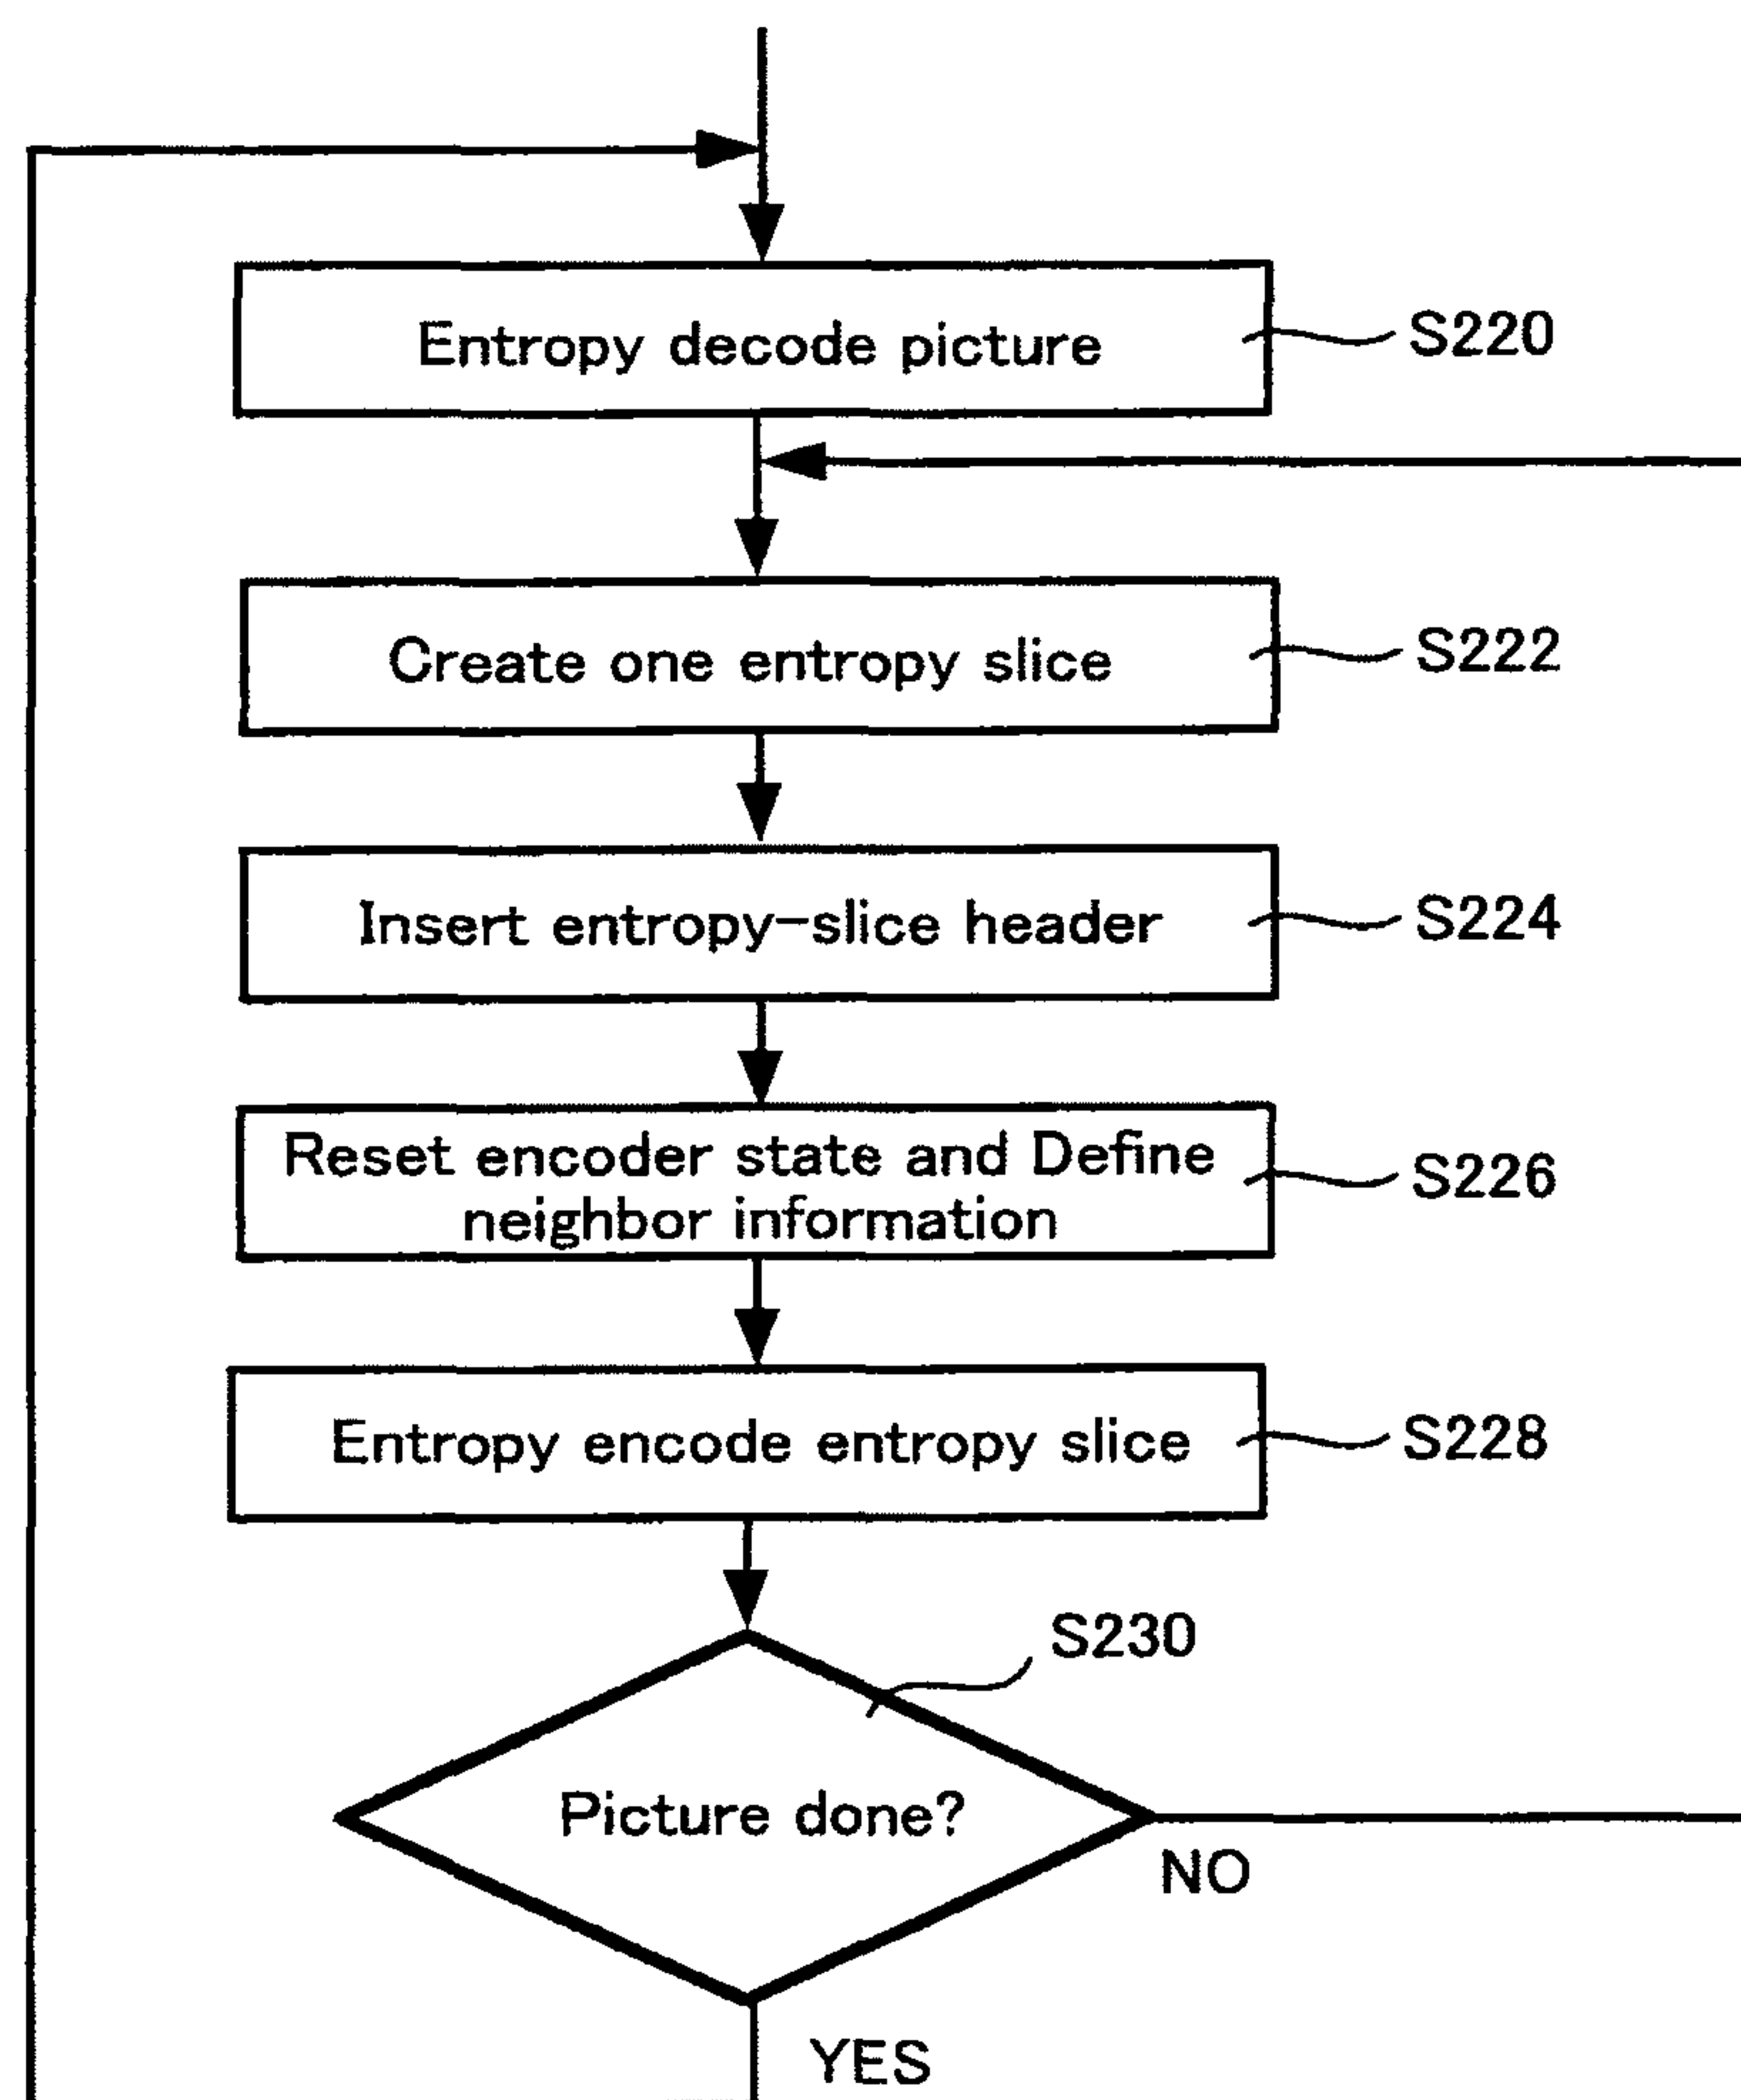 Entropy decode picture
S220
Create one entropy slice
S222
Insert entropy-slice header
S224
Reset encoder state and Define
neighbor information
S226
Entropy encode entropy slice
S228
S230
Picture done?
NO
YES